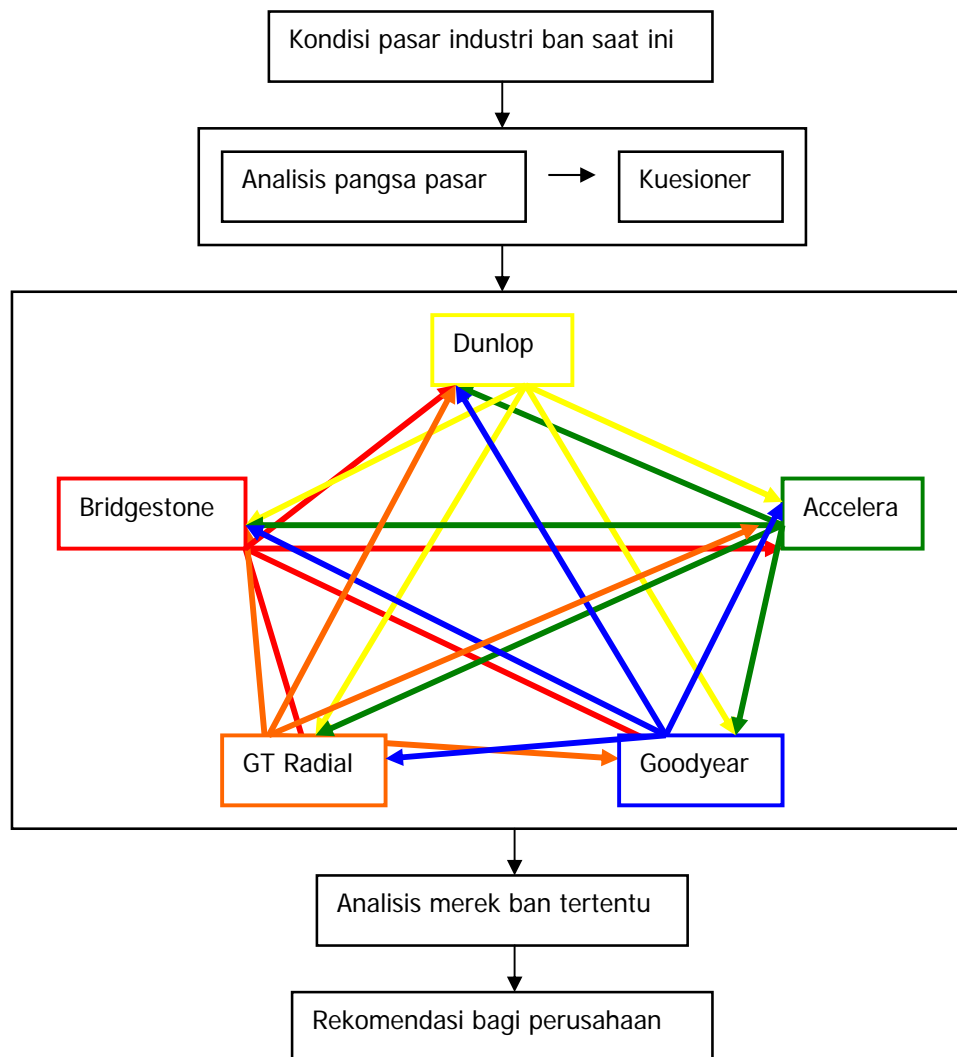 Kondisi pasar industri ban saat ini
Analisis pangsa pasar
Kuesioner
Dunlop
Bridgestone
Accelera
GT Radial
Goodyear
Analisis merek ban tertentu
Rekomendasi bagi perusahaan